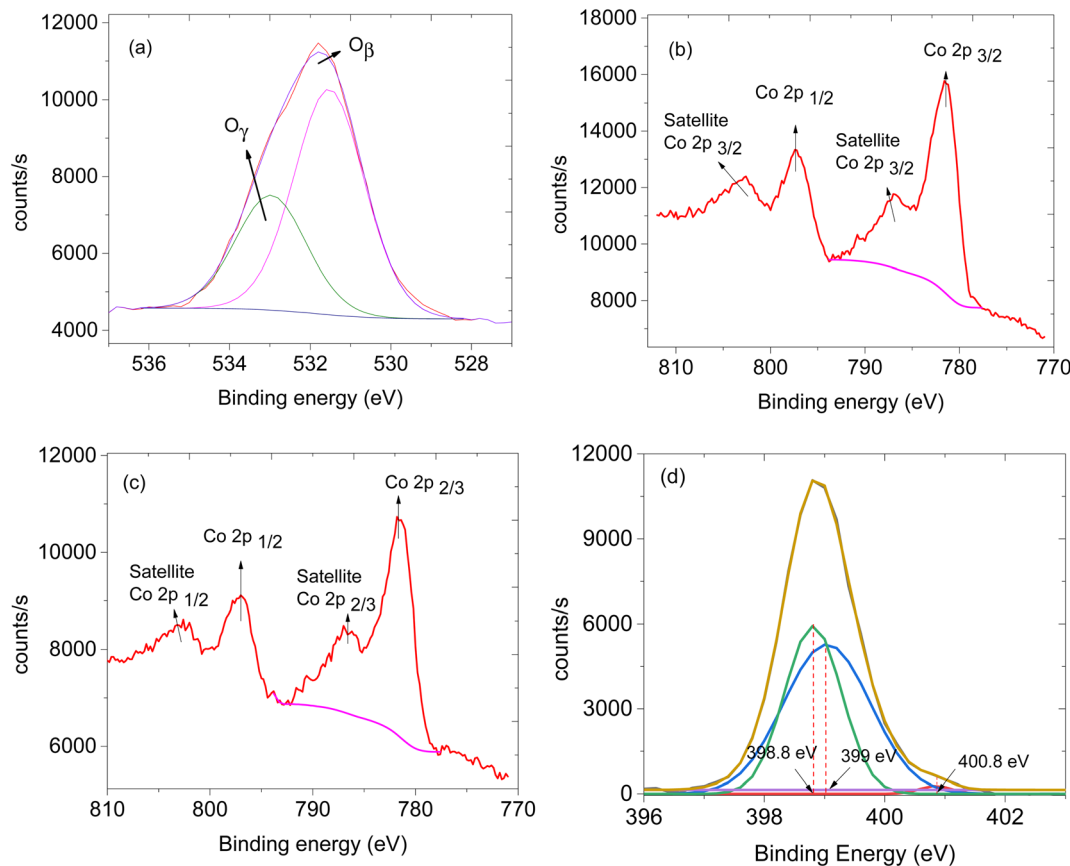 (a)
12000
10000
8000
6000
4000
counts/s
Oβ
Oγ
536
534
532
530
528
Binding energy (eV)
(b)
18000
16000
14000
12000
10000
8000
counts/s
Co 2p 3/2
Co 2p 1/2
Satellite
Co 2p 3/2
Satellite
Co 2p 3/2
810
800
790
780
770
Binding energy (eV)
(c)
12000
10000
8000
6000
counts/s
Co 2p 2/3
Co 2p 1/2
Satellite
Co 2p 1/2
Satellite
Co 2p 2/3
810
800
790
780
770
Binding energy (eV)
(d)
12000
9000
6000
3000
0
counts/s
398.8 eV
399 eV
400.8 eV
396
398
400
402
Binding Energy (eV)